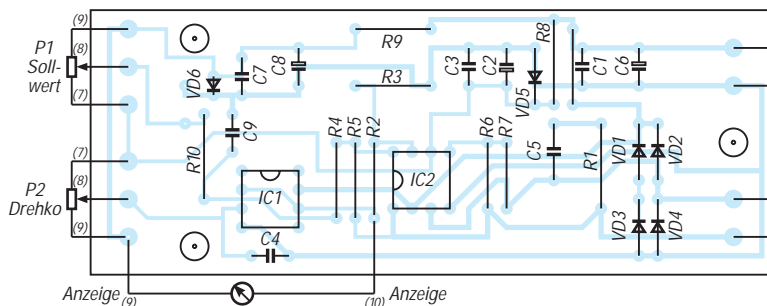 (9)
P1
Soll-
wert
(8)
(7)
(7)
P2
Drehko
(8)
(9)
VD6
C7
C8
R9
R3
C3
C2
VD5
R8
C1
C6
R10
C9
R4
R5
R2
R6
R7
C5
R1
VD1
VD2
IC1
IC2
C4
VD3
VD4
Anzeige (9)
(10) Anzeige